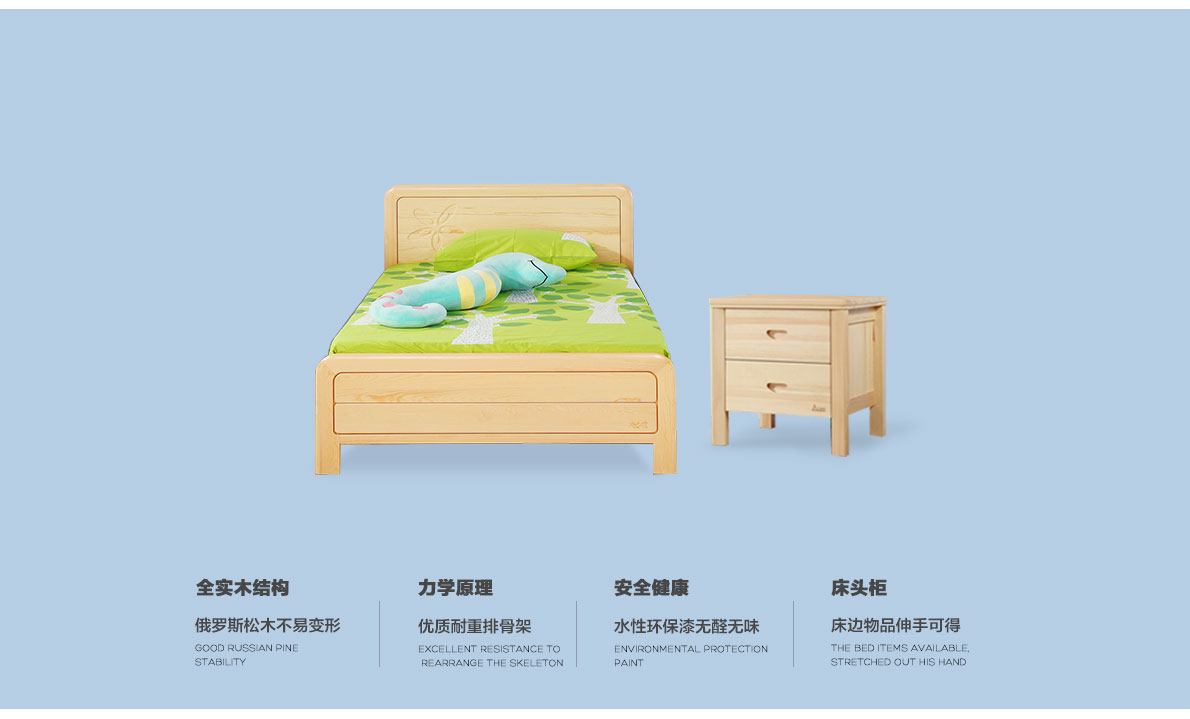 全实木结构
俄罗斯松木不易变形
GOOD RUSSIAN PINE
STABILITY
力学原理
优质耐重排骨架
EXCELLENT RESISTANCE TO
REARRANGE THE SKELETON
安全健康
水性环保漆无醛无味
ENVIRONMENTAL PROTECTION
PAINT
床头柜
床边物品伸手可得
THE BED ITEMS AVAILABLE,
STRETCHED OUT HIS HAND